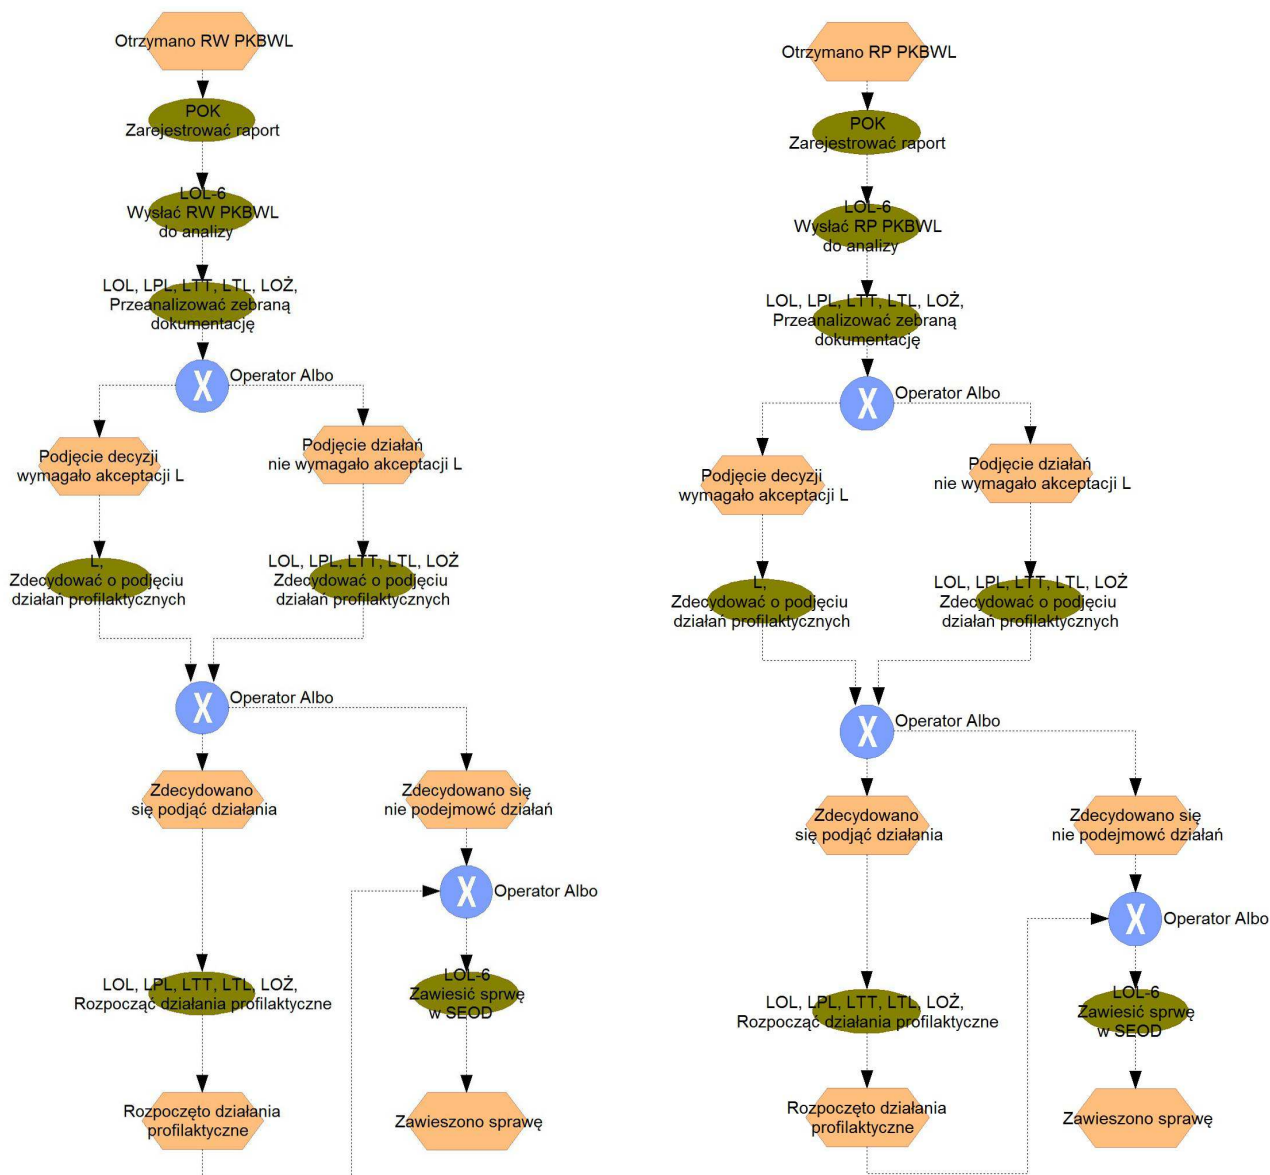 Otrzymano RW PKBWL
POK
Zarejestrować raport
LOL-6
Wysłać RW PKBWL
do analizy
LOL, LPL, LTT, LTL, LOŻ,
Przeanalizować zebraną
dokumentację
X
Operator Albo
Podjęcie decyzji
wymagało akceptacji L
Podjęcie działań
nie wymagało akceptacji L
L,
Zdecydować o podjęciu
działań profilaktycznych
LOL, LPL, LTT, LTL, LOŻ
Zdecydować o podjęciu
działań profilaktycznych
X
Operator Albo
Zdecydowano
się podjąć działania
Zdecydowano się
nie podejmowć działań
X
Operator Albo
LOL, LPL, LTT, LTL, LOŻ,
Rozpocząć działania profilaktyczne
LOL-6
Zawiesić sprwę
w SEOD
Rozpoczęto działania
profilaktyczne
Zawieszono sprawę
Otrzymano RP PKBWL
POK
Zarejestrować raport
LOL-6
Wysłać RP PKBWL
do analizy
LOL, LPL, LTT, LTL, LOŻ,
Przeanalizować zebraną
dokumentację
X
Operator Albo
Podjęcie decyzji
wymagało akceptacji L
Podjęcie działań
nie wymagało akceptacji L
L,
Zdecydować o podjęciu
działań profilaktycznych
LOL, LPL, LTT, LTL, LOŻ
Zdecydować o podjęciu
działań profilaktycznych
X
Operator Albo
Zdecydowano
się podjąć działania
Zdecydowano się
nie podejmowć działań
X
Operator Albo
LOL, LPL, LTT, LTL, LOŻ,
Rozpocząć działania profilaktyczne
LOL-6
Zawiesić sprwę
w SEOD
Rozpoczęto działania
profilaktyczne
Zawieszono sprawę